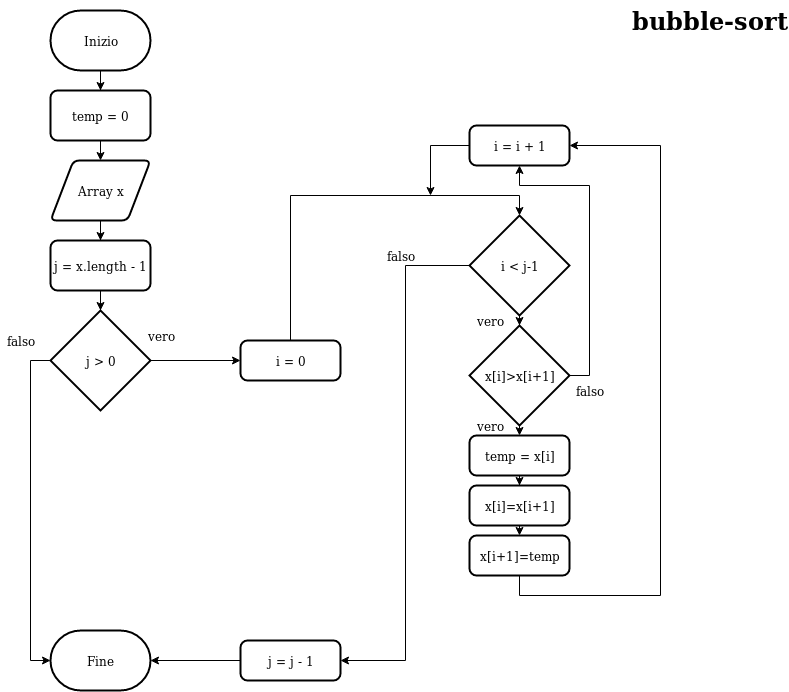 bubble-sort
Inizio
temp = 0
Array x
j = x.length - 1
j > 0
falso
vero
i = 0
i = i + 1
i < j-1
falso
vero
x[i]>x[i+1]
falso
vero
temp = x[i]
x[i]=x[i+1]
x[i+1]=temp
j = j - 1
Fine